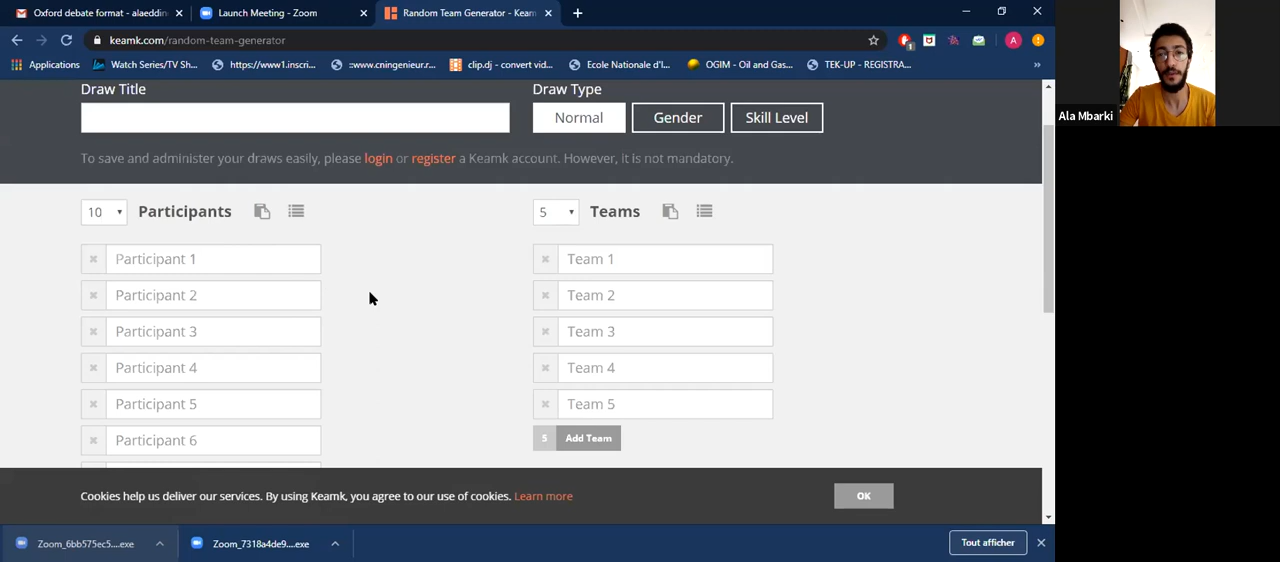 Oxford debate format - alaeddin
Launch Meeting - Zoom
Random Team Generator - Keam
keamk.com/random-team-generator
1
A
Applications
Watch Series/TV Sh...
https://www1.inscri...
::www.cningenieur.r...
clip.dj - convert vid...
Ecole Nationale d'I...
OGIM - Oil and Gas...
TEK-UP - REGISTRA...
»
Draw Title
Draw Type
Normal
Gender
Skill Level
To save and administer your draws easily, please login or register a Keamk account. However, it is not mandatory.
10 Participants
5 Teams
Participant 1
Team 1
Participant 2
Team 2
Participant 3
Team 3
Participant 4
Team 4
Participant 5
Team 5
Participant 6
5 Add Team
Cookies help us deliver our services. By using Keamk, you agree to our use of cookies. Learn more
OK
Zoom_6bb575ec5....exe
Zoom_7318a4de9....exe
Tout afficher
Ala Mbarki